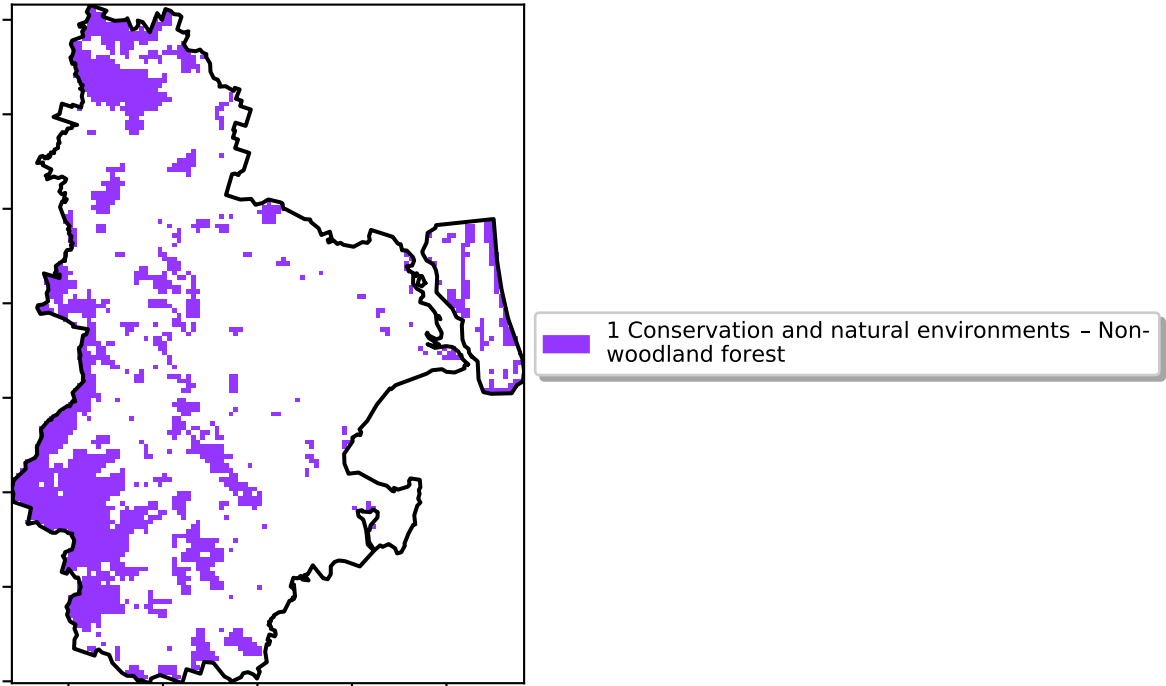 1 Conservation and natural environments – Non-
woodland forest